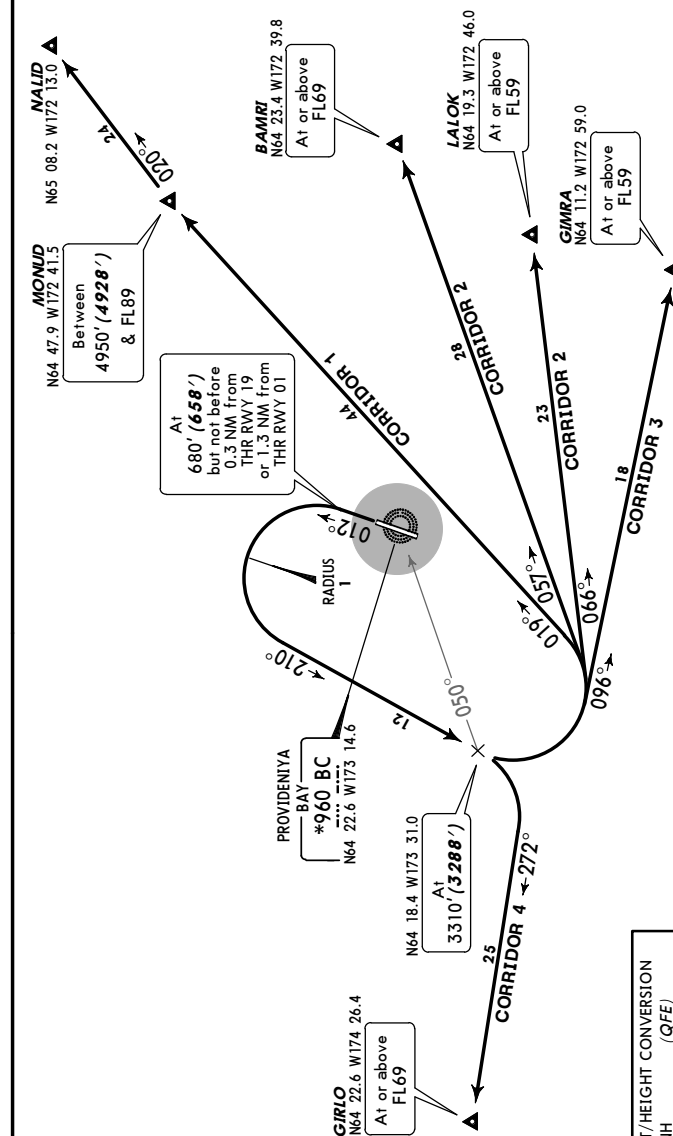 NALID
N65 08.2 W172 13.0
24
020°
MONUD
N64 47.9 W172 41.5
Between
4950' (4928')
& FL89
At
680' (658')
but not before
0.3 NM from
THR RWY 19
or 1.3 NM from
THR RWY 01
BAMRI
N64 23.4 W172 39.8
At or above
FL69
LALOK
N64 19.3 W172 46.0
At or above
FL59
GIMRA
N64 11.2 W172 59.0
At or above
FL59
44
CORRIDOR 1
28
CORRIDOR 2
23
CORRIDOR 2
18
CORRIDOR 3
012°
RADIUS
1
210°
12
050°
019°
057°
066°
096°
PROVIDENIYA
BAY
*960 BC
N64 22.6 W173 14.6
N64 18.4 W173 31.0
At
3310' (3288')
272°
25
CORRIDOR 4
GIRLO
N64 22.6 W174 26.4
At or above
FL69
T/HEIGHT CONVERSION
NH (QFE)